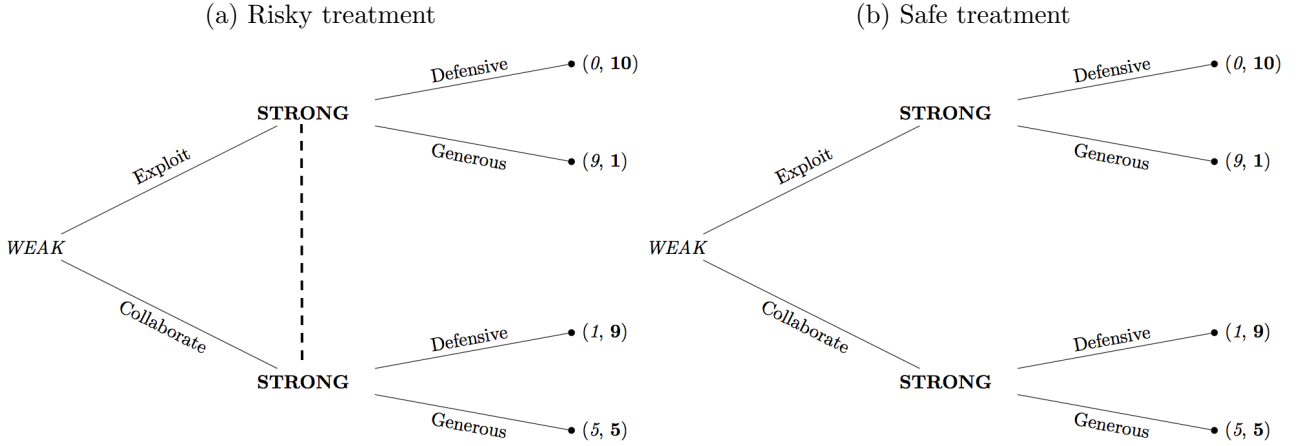 (a) Risky treatment
(b) Safe treatment
Defensive
(0, 10)
STRONG
Generous
(9, 1)
Exploit
WEAK
Collaborate
Defensive
(1, 9)
STRONG
Generous
(5, 5)
Defensive
(0, 10)
STRONG
Generous
(9, 1)
Exploit
WEAK
Collaborate
Defensive
(1, 9)
STRONG
Generous
(5, 5)